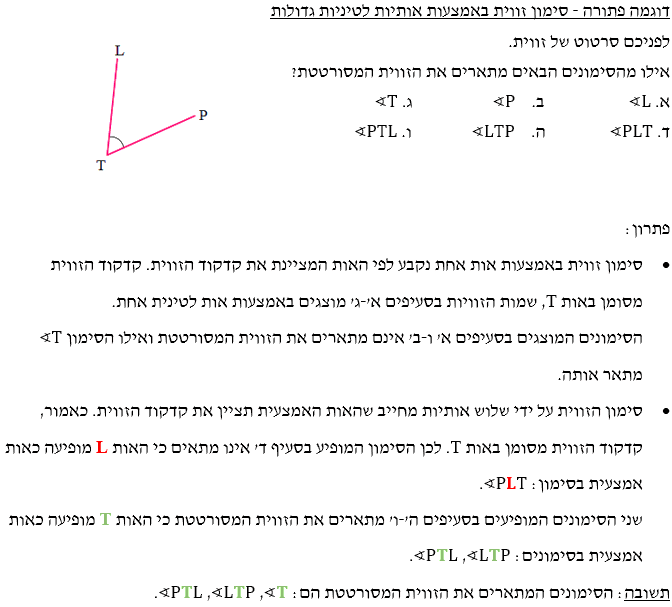 דוגמה פתורה - סימון זווית באמצעות אותיות לטיניות גדולות
לפניכם סרטוט של זווית.
אילו מהסימונים הבאים מתארים את הזווית המסורטטת?
א. ∢L ב. ∢P ג. ∢T
ד. ∢PLT ה. ∢LTP ו. ∢PTL
L
P
T
פתרון:
• סימון זווית באמצעות אות אחת נקבע לפי האות המציינת את קדקוד הזווית. קדקוד הזווית
מסומן באות T, שמות הזוויות בסעיפים א'-ג' מוצגים באמצעות אות לטינית אחת.
הסימונים המוצגים בסעיפים א' ו-ב' אינם מתארים את הזווית המסורטטת ואילו הסימון ∢T
מתאר אותה.
• סימון הזווית על ידי שלוש אותיות מחייב שהאות האמצעית תציין את קדקוד הזווית. כאמור,
קדקוד הזווית מסומן באות T. לכן הסימון המופיע בסעיף ד' אינו מתאים כי האות L מופיעה כאות
אמצעית בסימון: ∢PLT.
שני הסימונים המופיעים בסעיפים ה'-ו' מתארים את הזווית המסורטטת כי האות T מופיעה כאות
אמצעית בסימונים: ∢LTP, ∢PTL.
תשובה: הסימונים המתארים את הזווית המסורטטת הם: ∢T, ∢LTP, ∢PTL.